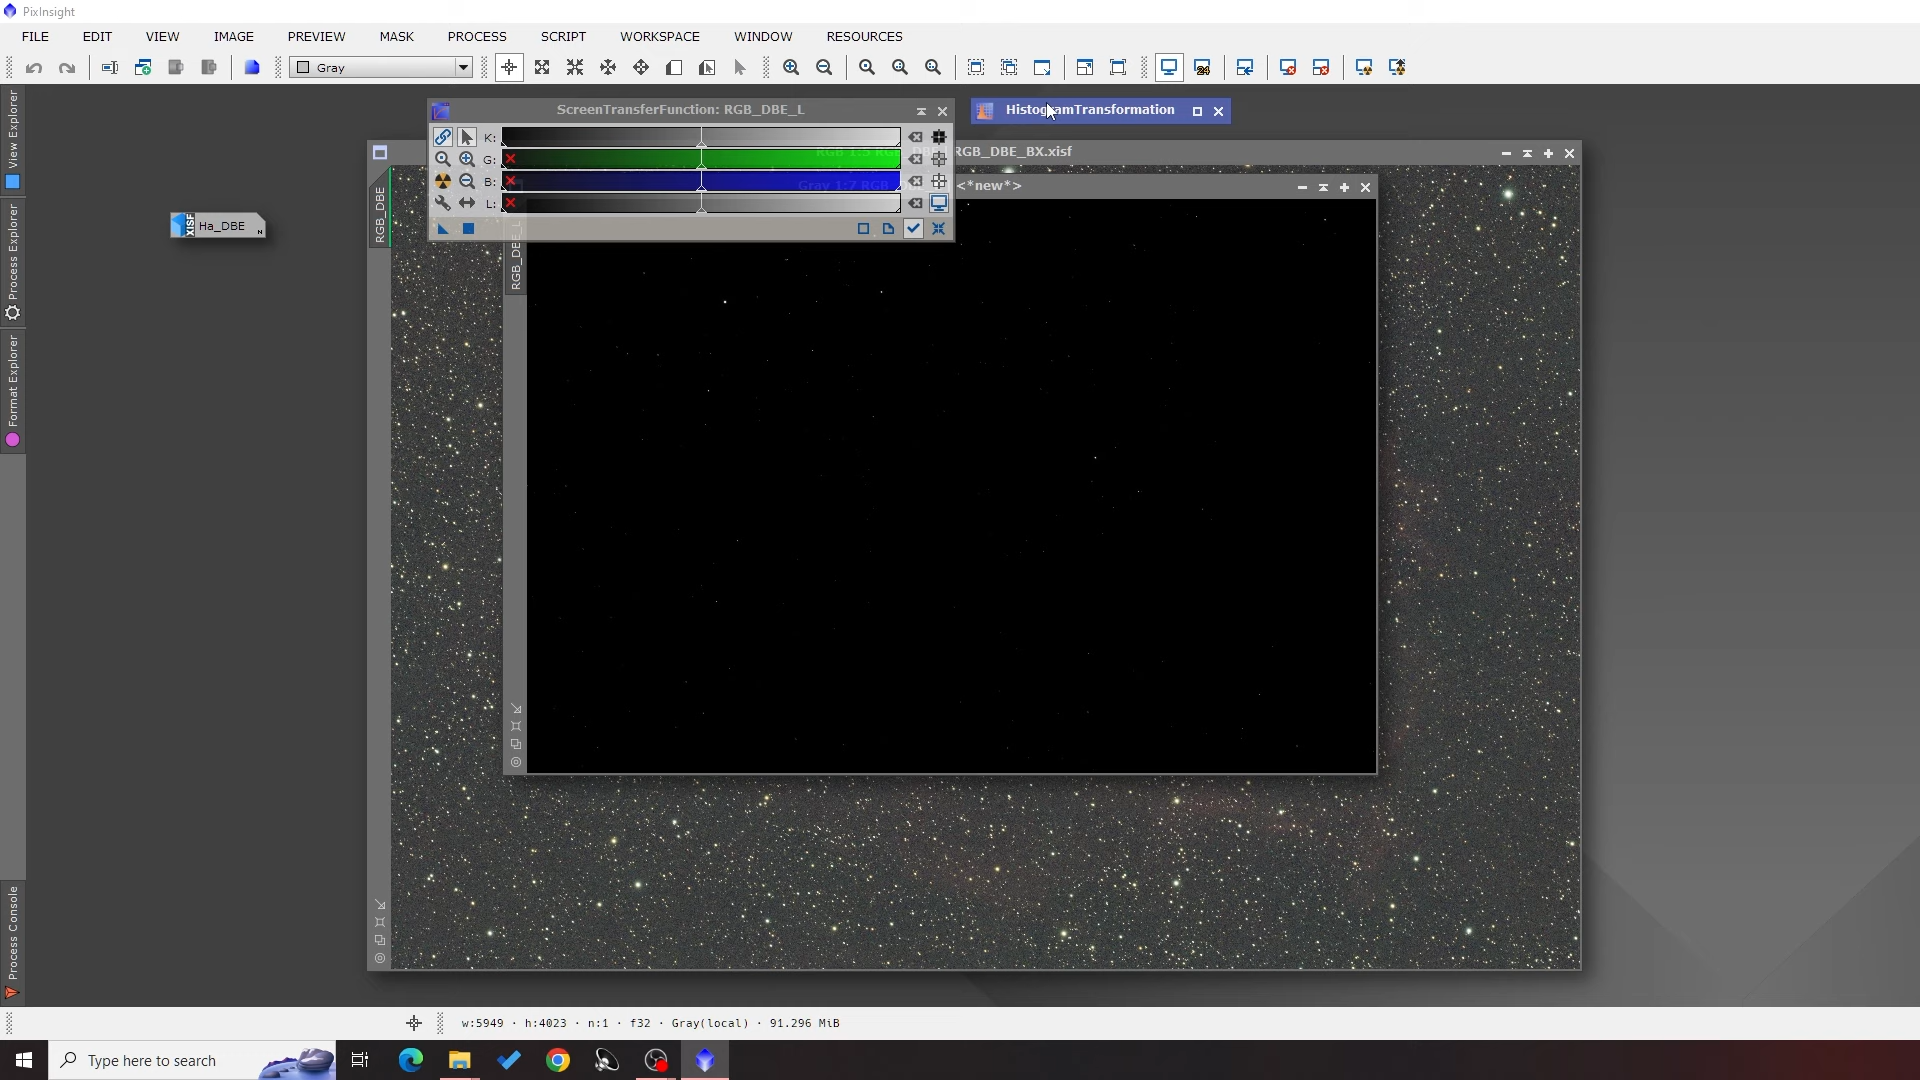 PixInsight
FILE EDIT VIEW IMAGE PREVIEW MASK PROCESS SCRIPT WORKSPACE WINDOW RESOURCES
24
Gray
View Explorer
Process Explorer
Format Explorer
Process Console
ScreenTransferFunction: RGB_DBE_L
HistogramTransformation
K:
G:
B:
L:
RGB_DBE_BX.xisf
<*new*>
XISF
Ha_DBE
N
RGB_DBE
RGB_DBE_L
w:5949 · h:4023 · n:1 · f32 · Gray(local) · 91.296 MiB
Type here to search